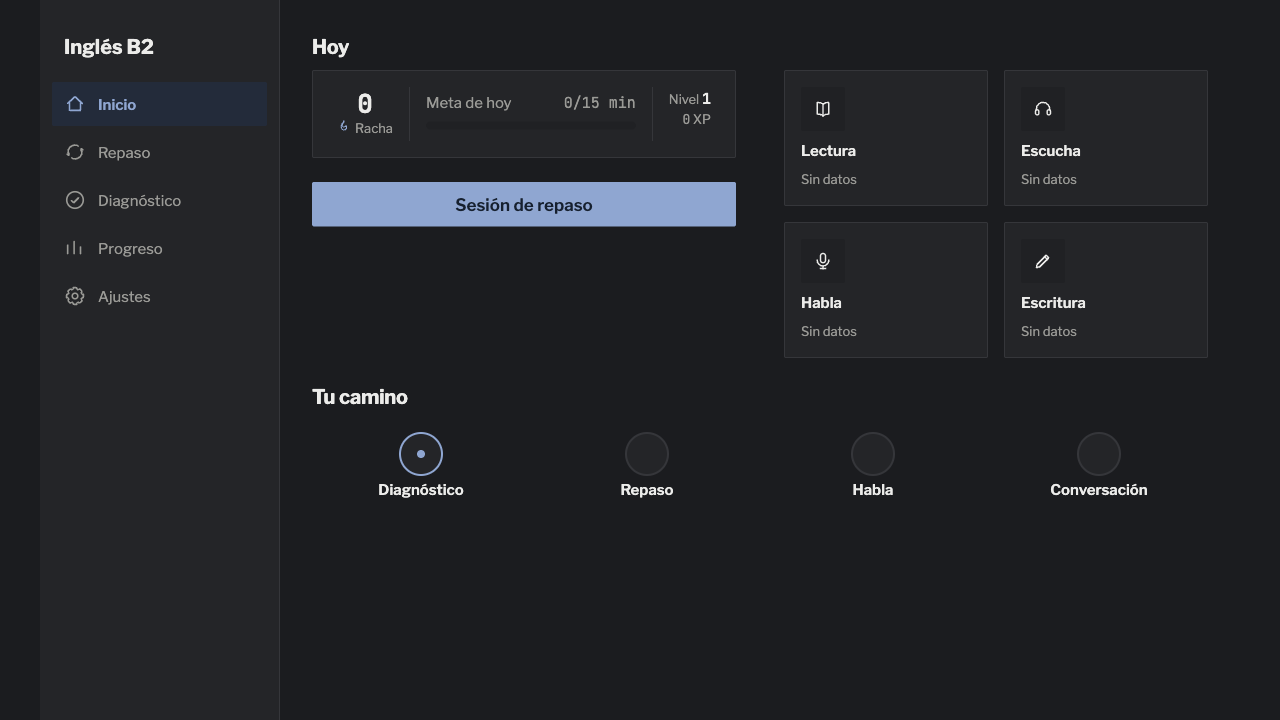 Inglés B2
Inicio
Repaso
Diagnóstico
Progreso
Ajustes
Hoy
0
Racha
Meta de hoy
0/15 min
Nivel 1
0 XP
Sesión de repaso
Lectura
Sin datos
Escucha
Sin datos
Habla
Sin datos
Escritura
Sin datos
Tu camino
Diagnóstico
Repaso
Habla
Conversación